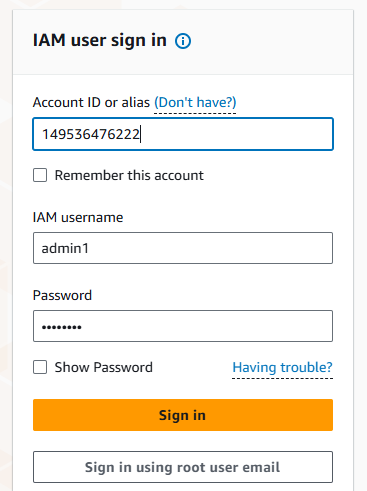 IAM user sign in
Account ID or alias (Don't have?)
149536476222
Remember this account
IAM username
admin1
Password
••••••••
Show Password Having trouble?
Sign in
Sign in using root user email